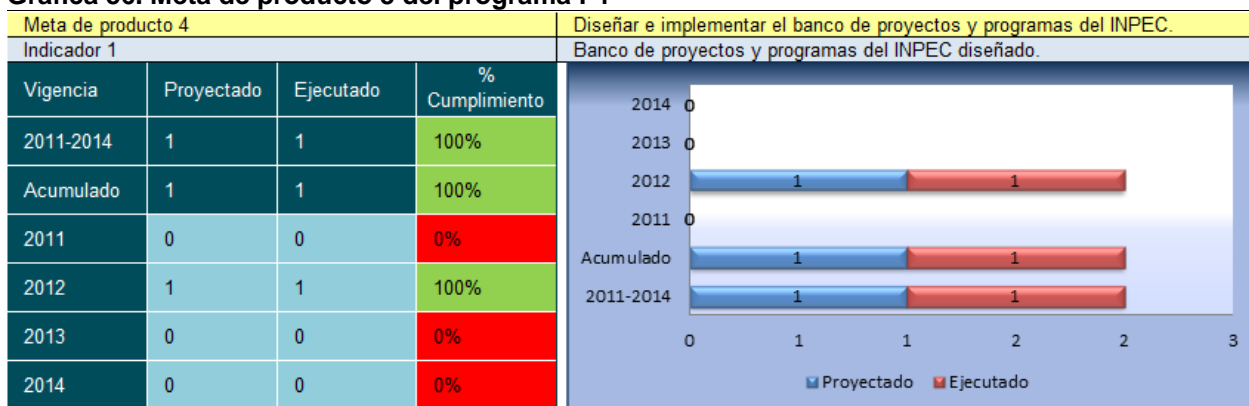 Meta de producto 4 Diseñar e implementar el banco de proyectos y programas del INPEC.
Indicador 1 Banco de proyectos y programas del INPEC diseñado.
Vigencia Proyectado Ejecutado % Cumplimiento
2011-2014 1 1 100%
Acumulado 1 1 100%
2011 0 0 0%
2012 1 1 100%
2013 0 0 0%
2014 0 0 0%
2014 0
2013 0
2012 1 1
2011 0
Acumulado 1 1
2011-2014 1 1
0 1 1 2 2 3
Proyectado Ejecutado